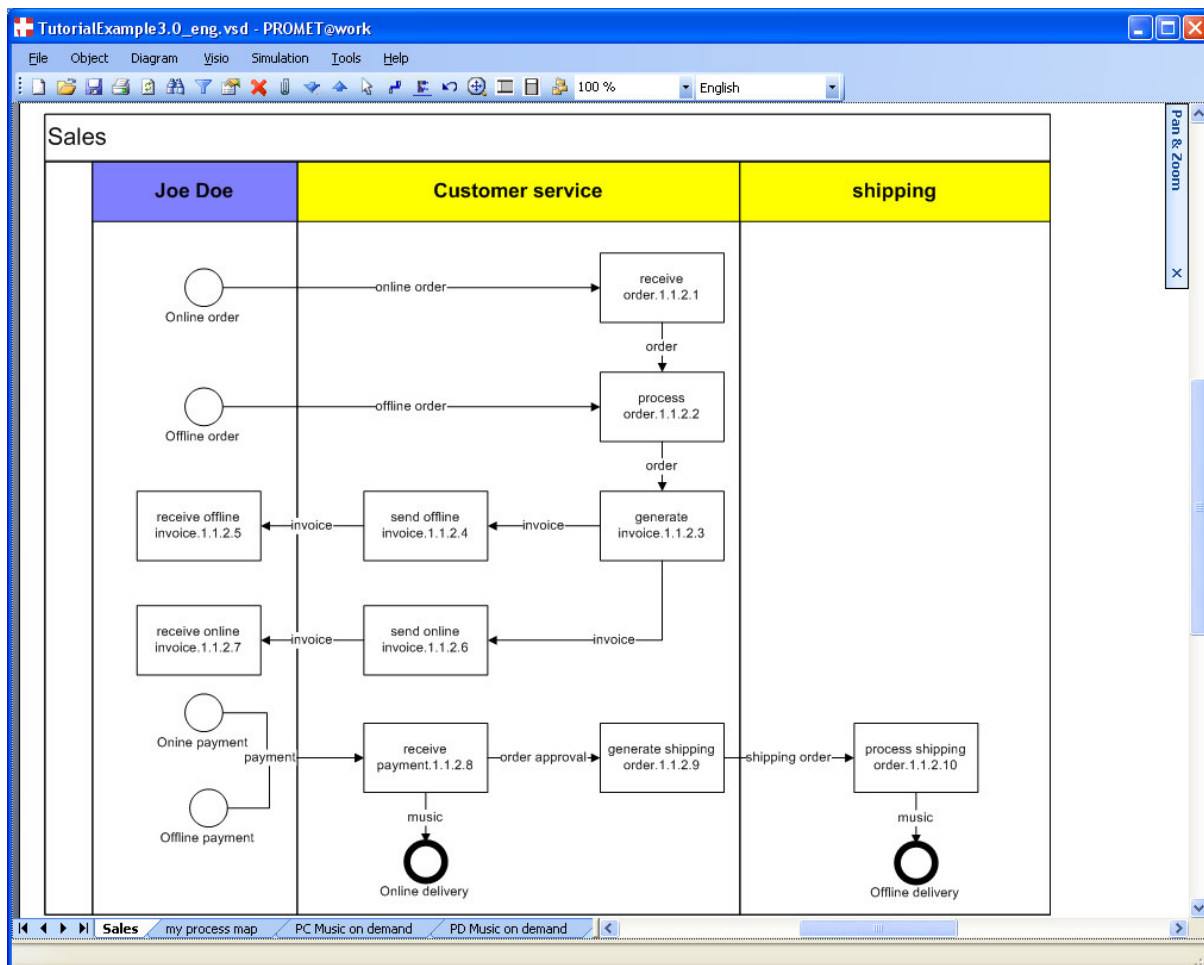 TutorialExample3.0_eng.vsd - PROMET@work
File Object Diagram Visio Simulation Tools Help
100 % English
Pan & Zoom
Sales
Joe Doe Customer service shipping
online order
receive
order.1.1.2.1
Online order
order
offline order
process
order.1.1.2.2
Offline order
order
receive offline
invoice.1.1.2.5
invoice
send offline
invoice.1.1.2.4
invoice
generate
invoice.1.1.2.3
receive online
invoice.1.1.2.7
invoice
send online
invoice.1.1.2.6
invoice
Onine payment
payment
receive
payment.1.1.2.8
order approval
generate shipping
order.1.1.2.9
shipping order
process shipping
order.1.1.2.10
Offline payment
music
music
Online delivery
Offline delivery
Sales my process map PC Music on demand PD Music on demand